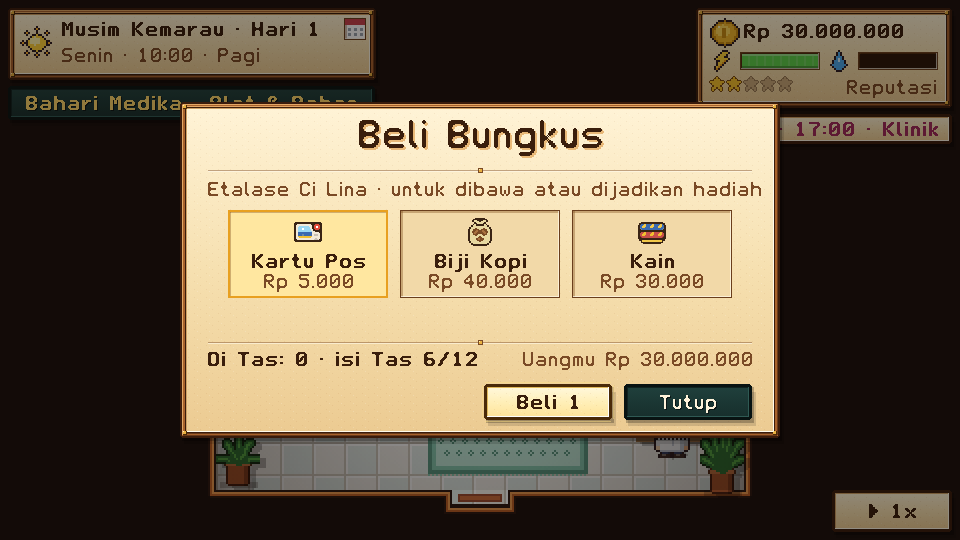 Musim Kemarau · Hari 1
Senin · 10:00 · Pagi
Rp 30.000.000
Reputasi
Bahari Medika
17:00 · Klinik
Beli Bungkus
Etalase Ci Lina · untuk dibawa atau dijadikan hadiah
Kartu Pos
Rp 5.000
Biji Kopi
Rp 40.000
Kain
Rp 30.000
Di Tas: 0 · isi Tas 6/12
Uangmu Rp 30.000.000
Beli 1
Tutup
1x